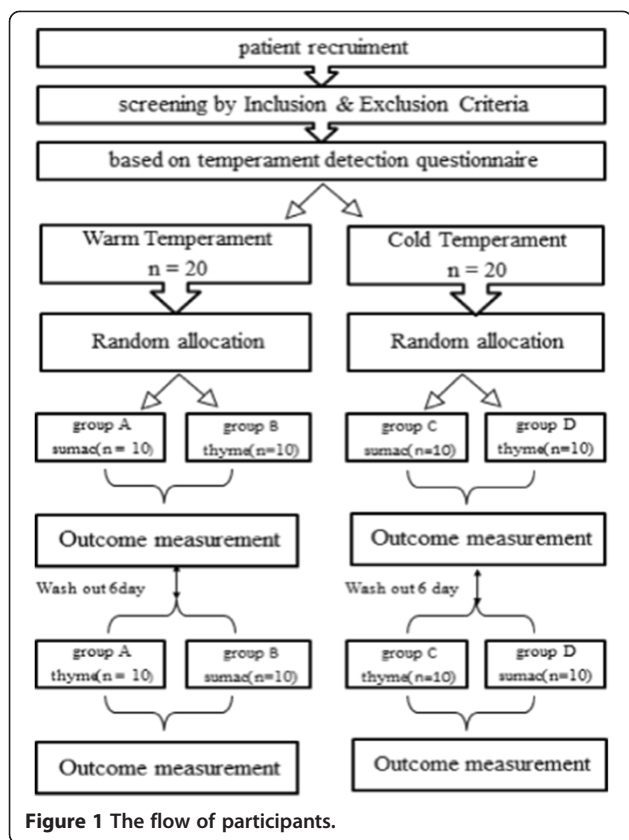 patient recruiment
screening by Inclusion & Exclusion Criteria
based on temperament detection questionnaire
Warm Temperament
n = 20
Cold Temperament
n = 20
Random allocation
Random allocation
group A
sumac(n= 10)
group B
thyme(n=10)
group C
sumac(n=10)
group D
thyme(n=10)
Outcome measurement
Outcome measurement
Wash out 6day
Wash out 6 day
group A
thyme(n= 10)
group B
sumac(n=10)
group C
thyme(n=10)
group D
sumac(n=10)
Outcome measurement
Outcome measurement
Figure 1 The flow of participants.